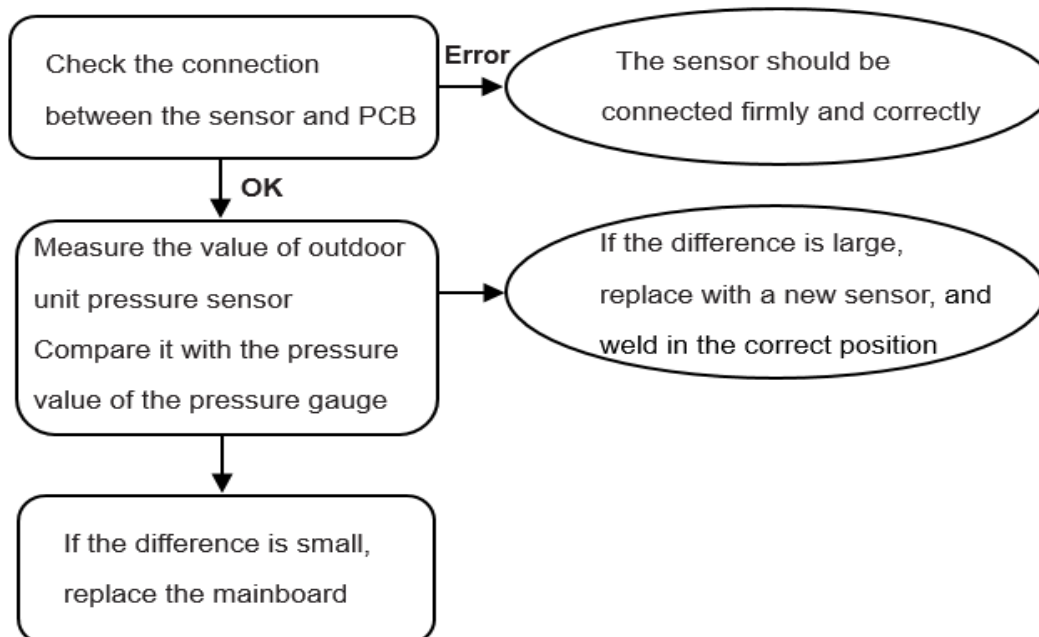 Check the connection
between the sensor and PCB
Error
The sensor should be
connected firmly and correctly
OK
Measure the value of outdoor
unit pressure sensor
Compare it with the pressure
value of the pressure gauge
If the difference is large,
replace with a new sensor, and
weld in the correct position
If the difference is small,
replace the mainboard